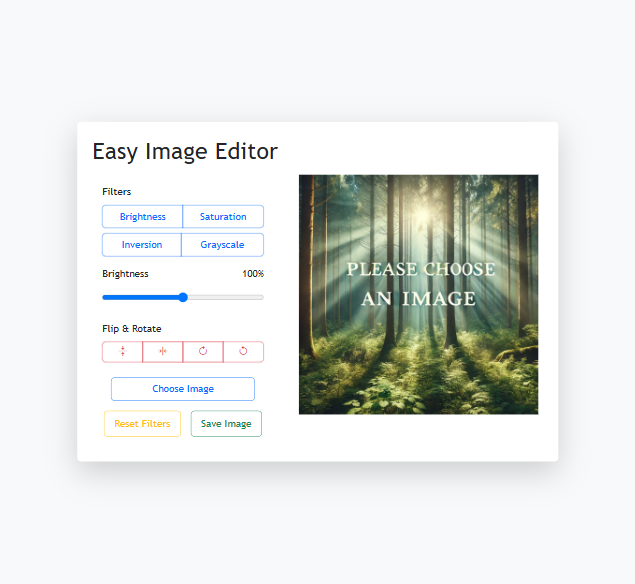 Easy Image Editor
Filters
Brightness Saturation
Inversion Grayscale
Brightness 100%
Flip & Rotate
Choose Image
Reset Filters Save Image
PLEASE CHOOSE
AN IMAGE